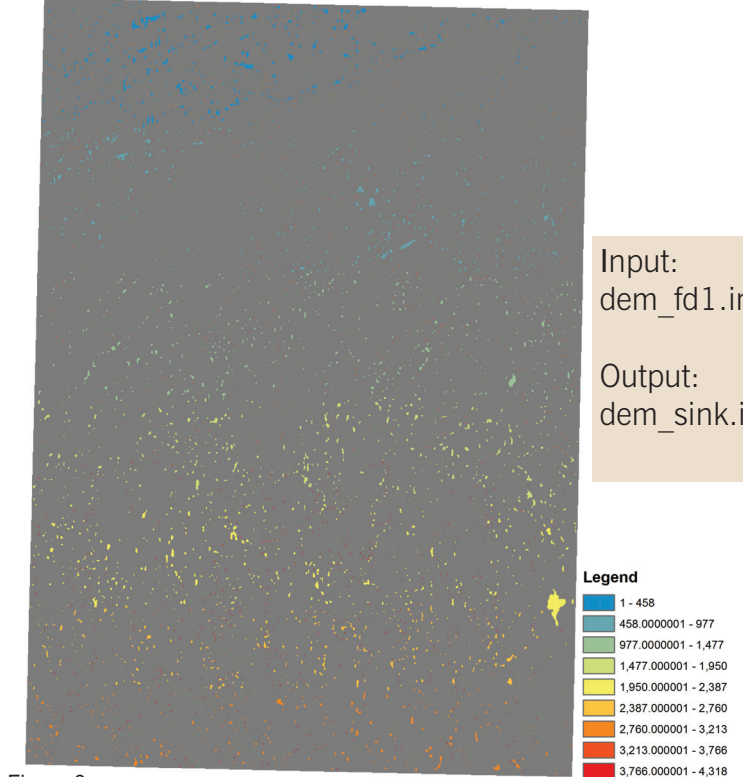 Input:
dem_fd1.i
Output:
dem_sink.i
Legend
1 - 458
458.0000001 - 977
977.0000001 - 1,477
1,477.000001 - 1,950
1,950.000001 - 2,387
2,387.000001 - 2,760
2,760.000001 - 3,213
3,213.000001 - 3,766
3,766.000001 - 4,318